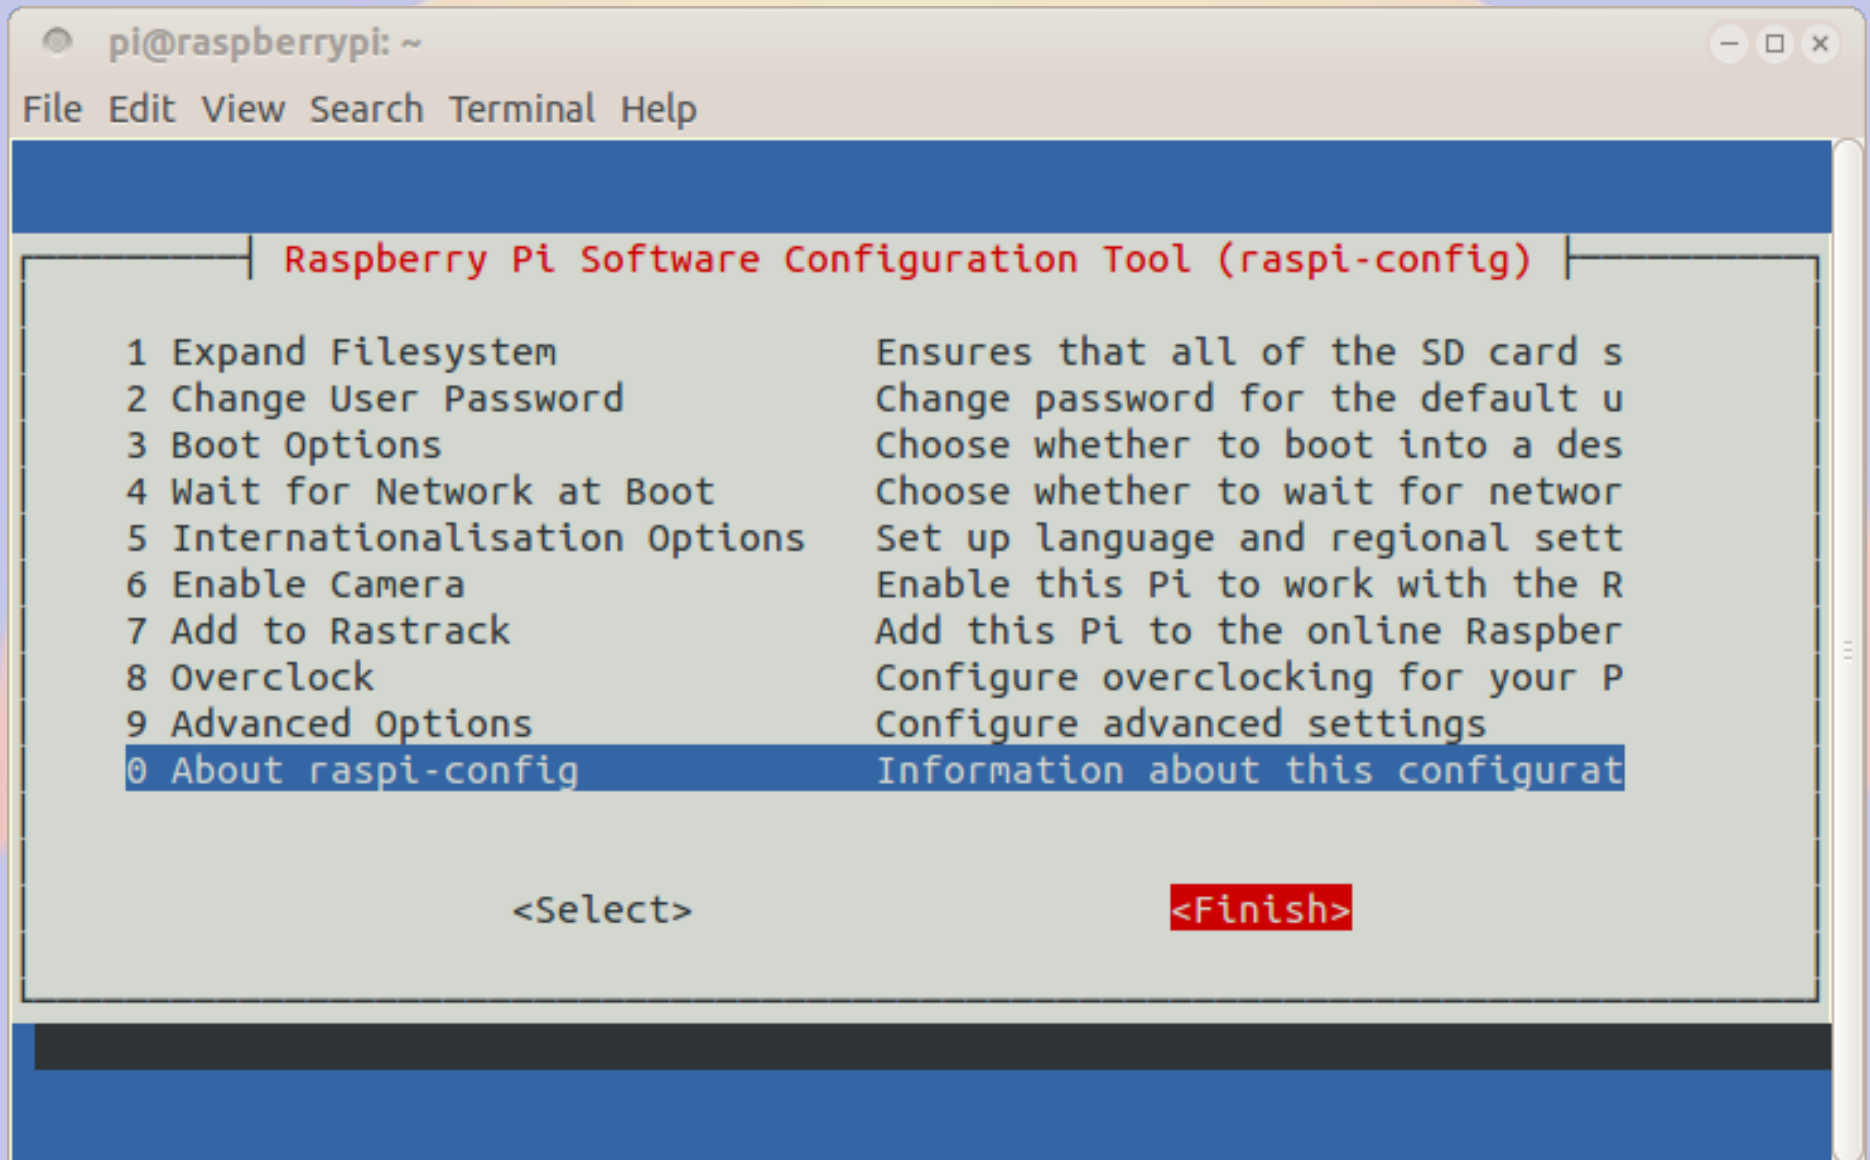 pi@raspberrypi: ~
File Edit View Search Terminal Help
Raspberry Pi Software Configuration Tool (raspi-config)
1 Expand Filesystem Ensures that all of the SD card s
2 Change User Password Change password for the default u
3 Boot Options Choose whether to boot into a des
4 Wait for Network at Boot Choose whether to wait for networ
5 Internationalisation Options Set up language and regional sett
6 Enable Camera Enable this Pi to work with the R
7 Add to Rastrack Add this Pi to the online Raspber
8 Overclock Configure overclocking for your P
9 Advanced Options Configure advanced settings
0 About raspi-config Information about this configurat
<Select> <Finish>